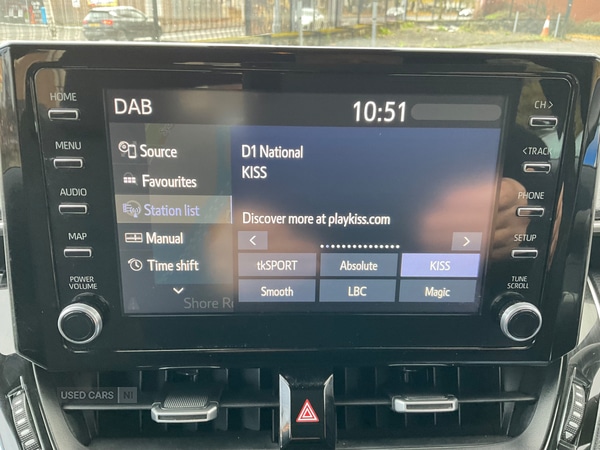 HOME
MENU
AUDIO
MAP
POWER
VOLUME
DAB
10:51
Source
Favourites
Station list
Manual
Time shift
D1 National
KISS
Discover more at playkiss.com
tkSPORT
Absolute
KISS
Smooth
LBC
Magic
Shore
CH >
< TRACK
PHONE
SETUP
TUNE
SCROLL
USED CARS NI